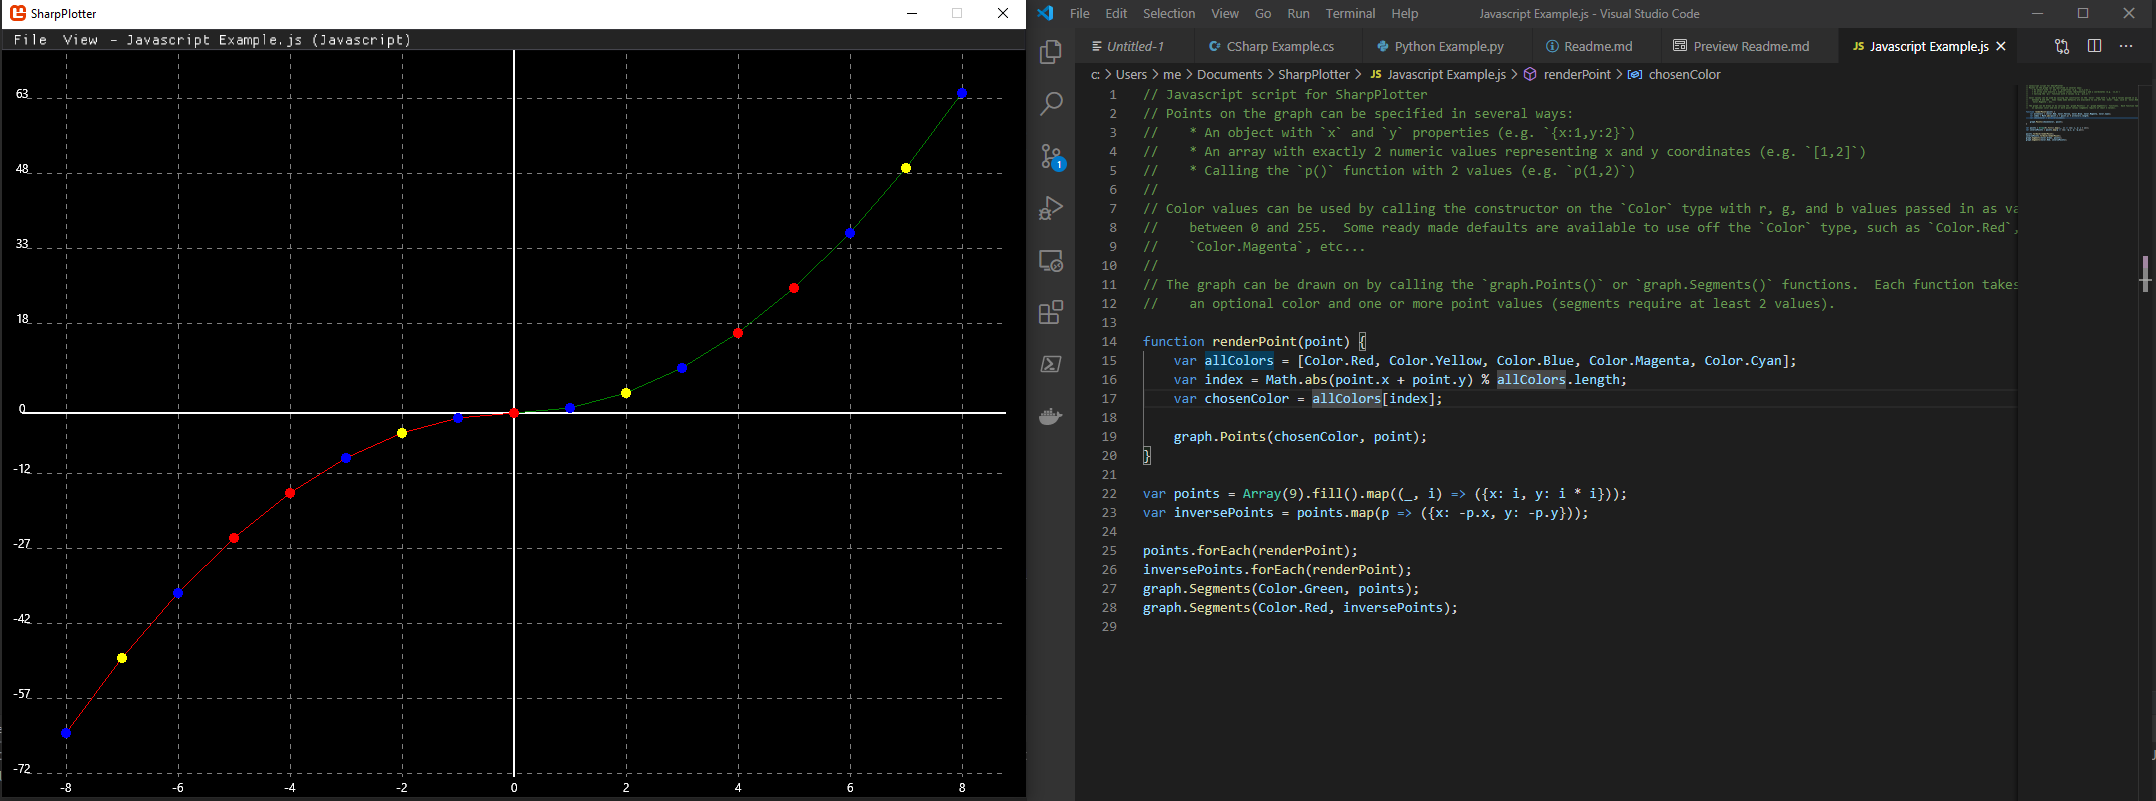 SharpPlotter
File View - Javascript Example.js (Javascript)
63
48
33
18
0
-12
-27
-42
-57
-72
-8 -6 -4 -2 0 2 4 6 8
File Edit Selection View Go Run Terminal Help Javascript Example.js - Visual Studio Code
Untitled-1 C# CSharp Example.cs Python Example.py Readme.md Preview Readme.md JS Javascript Example.js
c: > Users > me > Documents > SharpPlotter > JS Javascript Example.js > renderPoint > chosenColor
1 // Javascript script for SharpPlotter
2 // Points on the graph can be specified in several ways:
3 //    * An object with `x` and `y` properties (e.g. `{x:1,y:2}`)
4 //    * An array with exactly 2 numeric values representing x and y coordinates (e.g. `[1,2]`)
5 //    * Calling the `p()` function with 2 values (e.g. `p(1,2)`)
6 //
7 // Color values can be used by calling the constructor on the `Color` type with r, g, and b values passed in as va
8 //    between 0 and 255.  Some ready made defaults are available to use off the `Color` type, such as `Color.Red`,
9 //    `Color.Magenta`, etc...
10 //
11 // The graph can be drawn on by calling the `graph.Points()` or `graph.Segments()` functions.  Each function takes
12 //    an optional color and one or more point values (segments require at least 2 values).
13
14 function renderPoint(point) {
15     var allColors = [Color.Red, Color.Yellow, Color.Blue, Color.Magenta, Color.Cyan];
16     var index = Math.abs(point.x + point.y) % allColors.length;
17     var chosenColor = allColors[index];
18
19     graph.Points(chosenColor, point);
20 }
21
22 var points = Array(9).fill().map((_, i) => ({x: i, y: i * i}));
23 var inversePoints = points.map(p => ({x: -p.x, y: -p.y}));
24
25 points.forEach(renderPoint);
26 inversePoints.forEach(renderPoint);
27 graph.Segments(Color.Green, points);
28 graph.Segments(Color.Red, inversePoints);
29
1